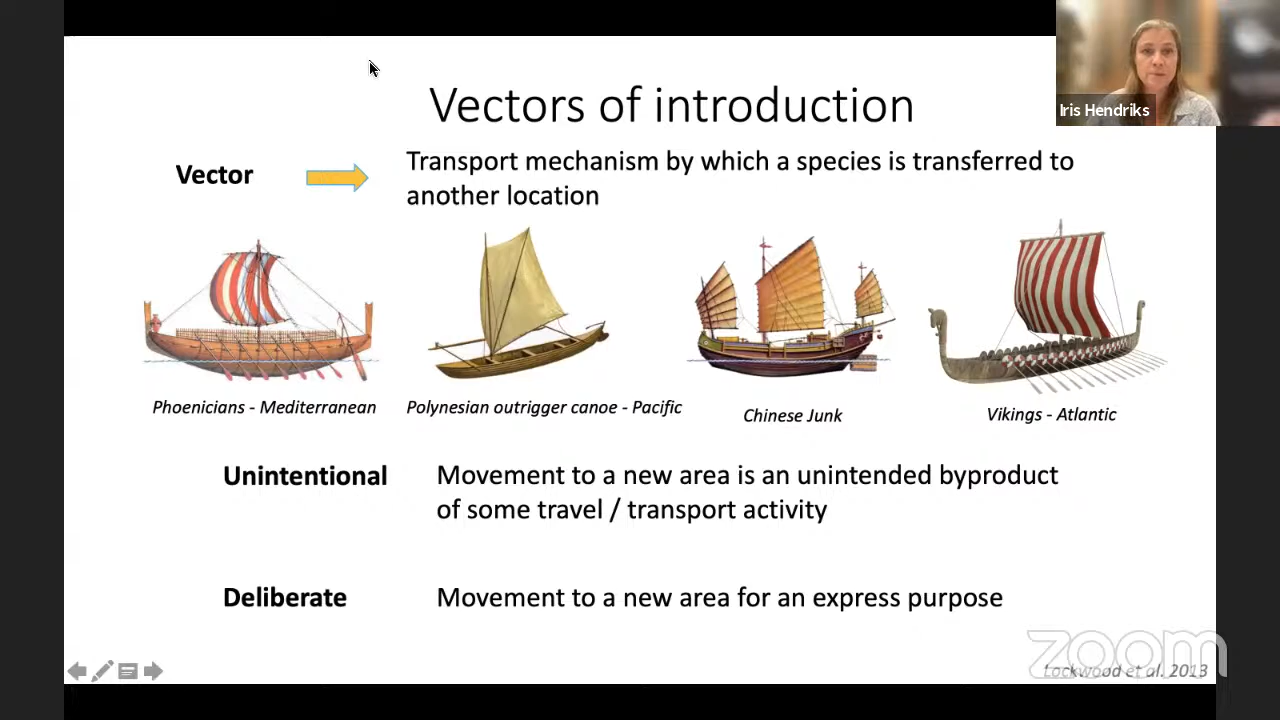 Vectors of introduction
Iris Hendriks
Vector
Transport mechanism by which a species is transferred to
another location
Phoenicians - Mediterranean
Polynesian outrigger canoe - Pacific
Chinese Junk
Vikings - Atlantic
Unintentional
Movement to a new area is an unintended byproduct
of some travel / transport activity
Deliberate
Movement to a new area for an express purpose
zoom
Lockwood et al. 2013